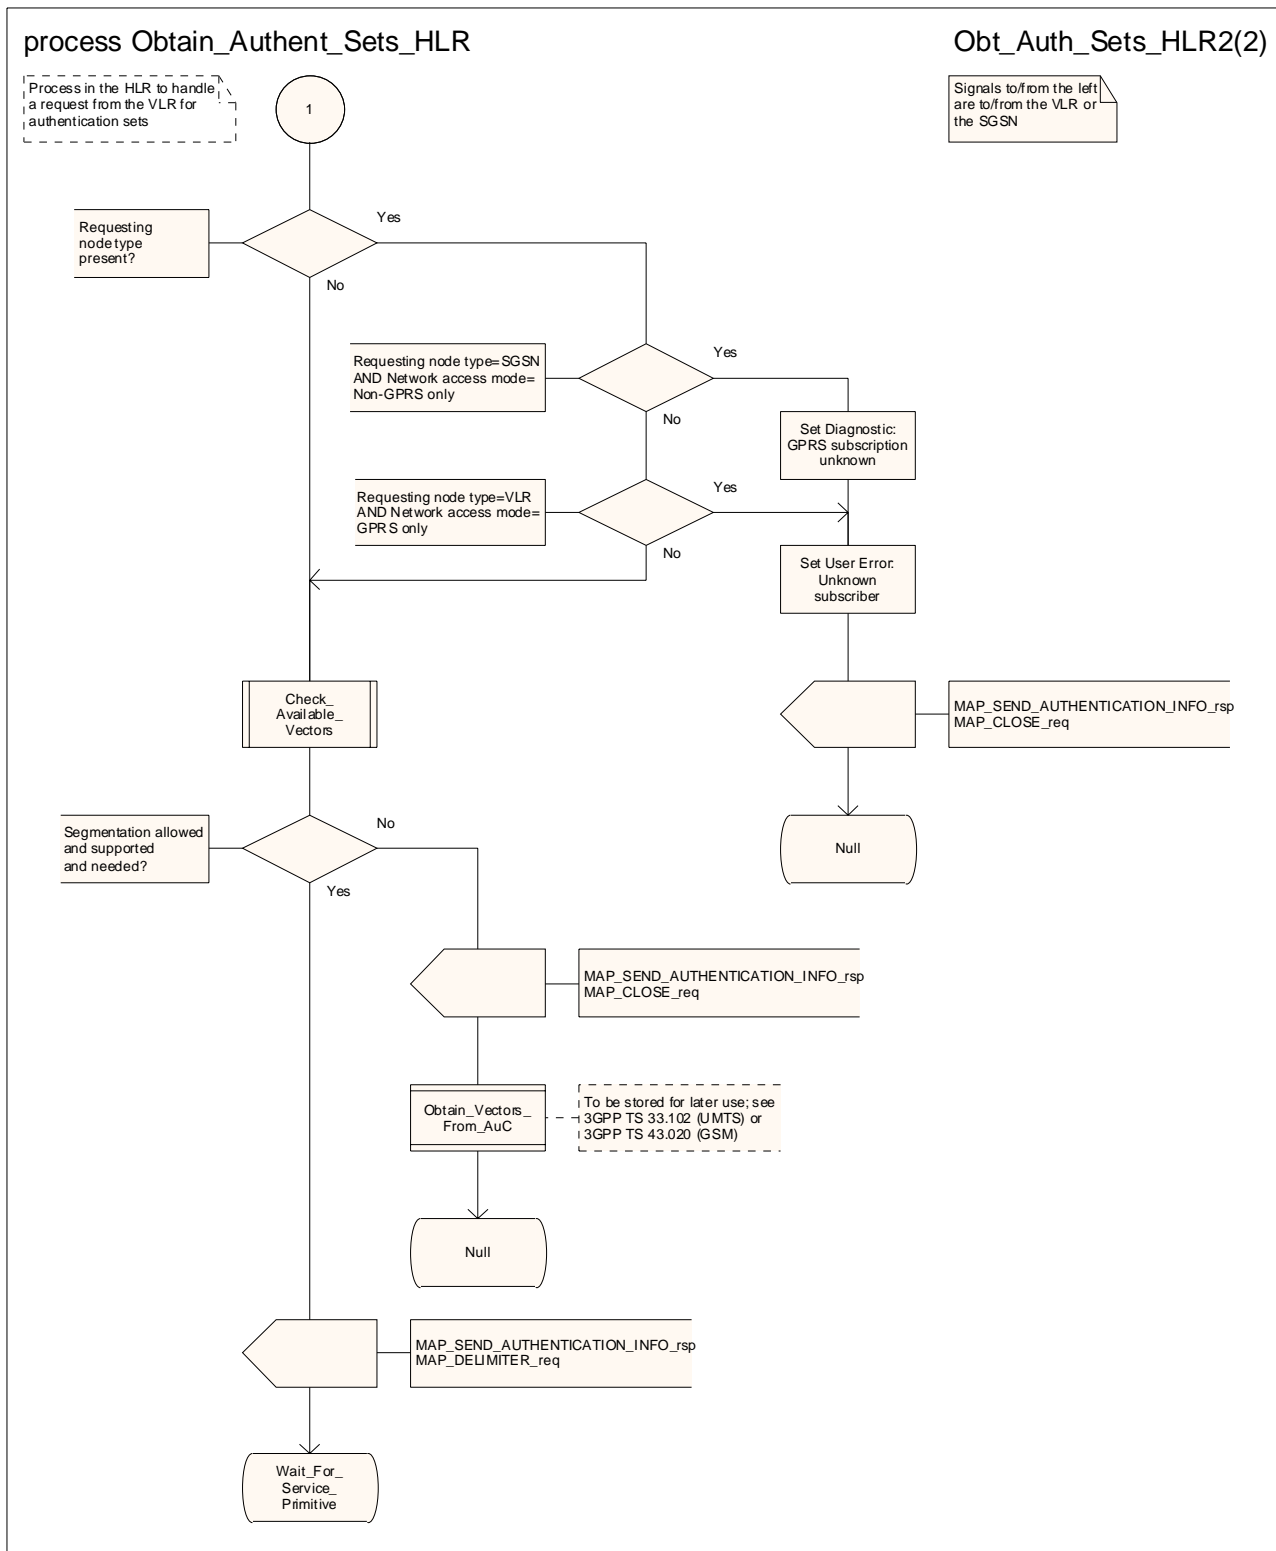 process Obtain_Authent_Sets_HLR
Obt_Auth_Sets_HLR2(2)
Process in the HLR to handle
a request from the VLR for
authentication sets
1
Signals to/from the left
are to/from the VLR or
the SGSN
Requesting
node type
present?
Yes
No
Requesting node type=SGSN
AND Network access mode=
Non-GPRS only
Yes
No
Set Diagnostic:
GPRS subscription
unknown
Requesting node type=VLR
AND Network access mode=
GPRS only
Yes
No
Set User Error:
Unknown
subscriber
Check_
Available_
Vectors
MAP_SEND_AUTHENTICATION_INFO_rsp
MAP_CLOSE_req
Segmentation allowed
and supported
and needed?
No
Yes
Null
MAP_SEND_AUTHENTICATION_INFO_rsp
MAP_CLOSE_req
Obtain_Vectors_
From_AuC
To be stored for later use; see
3GPP TS 33.102 (UMTS) or
3GPP TS 43.020 (GSM)
Null
MAP_SEND_AUTHENTICATION_INFO_rsp
MAP_DELIMITER_req
Wait_For_
Service_
Primitive